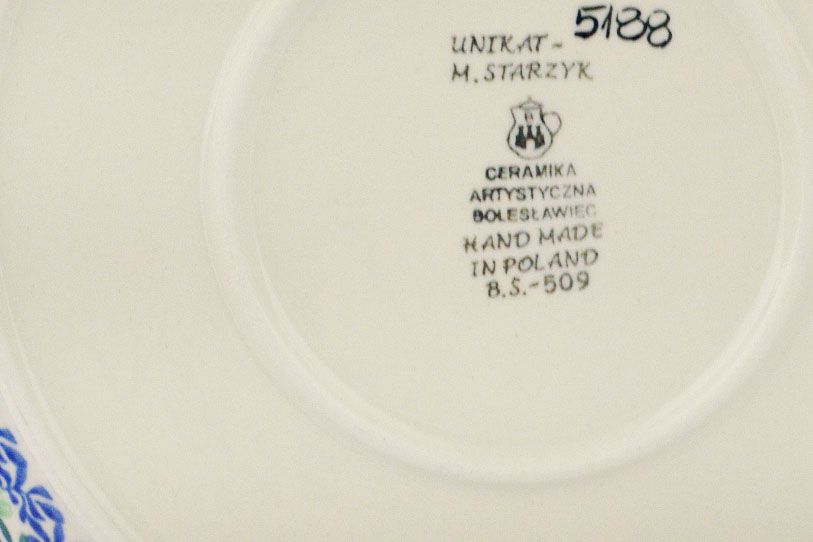 5188
UNIKAT-
M.STARZYK
CERAMIKA
ARTYSTYCZNA
BOLESŁAWIEC
HAND MADE
IN POLAND
B.S.-509